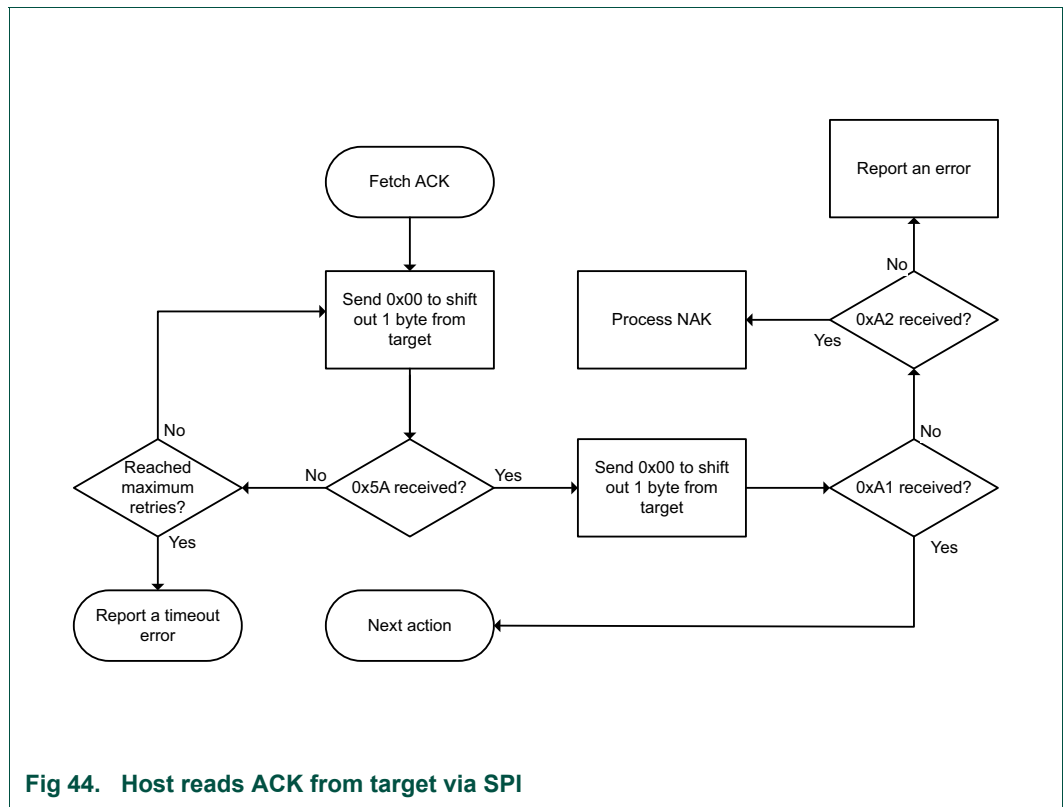 Fetch ACK
Send 0x00 to shift
out 1 byte from
target
No
Reached
maximum
retries?
Yes
Report a timeout
error
No
0x5A received?
Yes
Send 0x00 to shift
out 1 byte from
target
0xA1 received?
Yes
Next action
No
0xA2 received?
Yes
Process NAK
No
Report an error
Fig 44. Host reads ACK from target via SPI